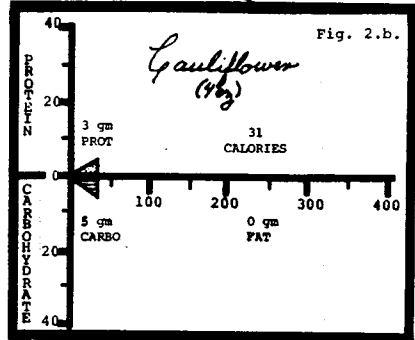 Fig. 2.b.
Cauliflower
(4oz)
PROTEIN
40
20
0
3 gm
PROT
31
CALORIES
100
200
300
400
5 gm
CARBO
0 gm
FAT
CARBOHYDRATE
20
40